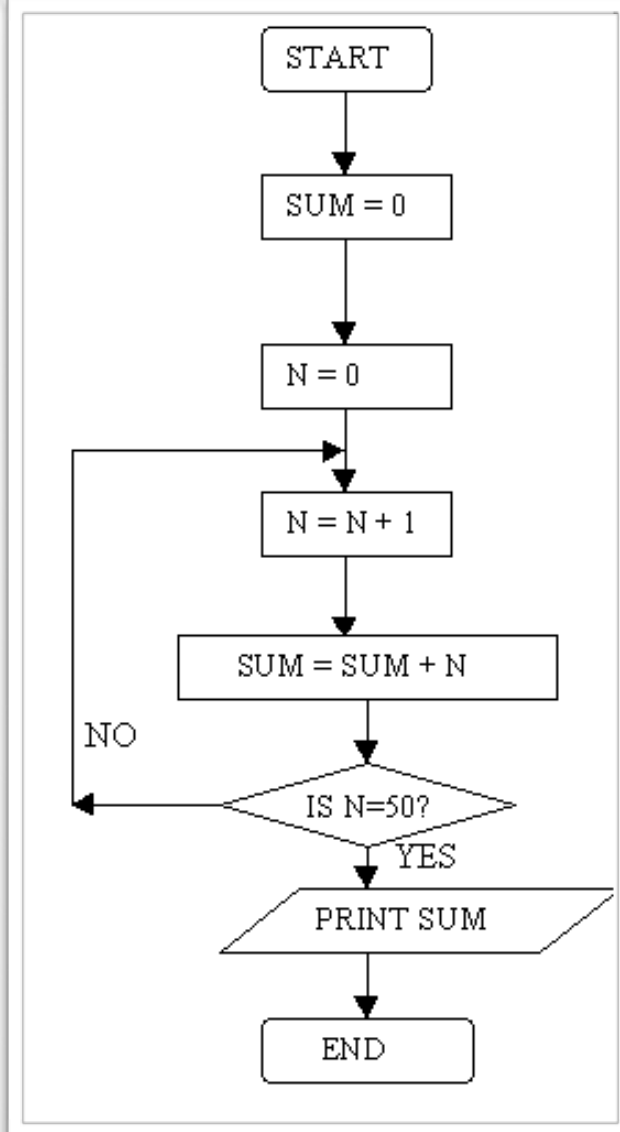 START
SUM = 0
N = 0
N = N + 1
SUM = SUM + N
NO
IS N=50?
YES
PRINT SUM
END